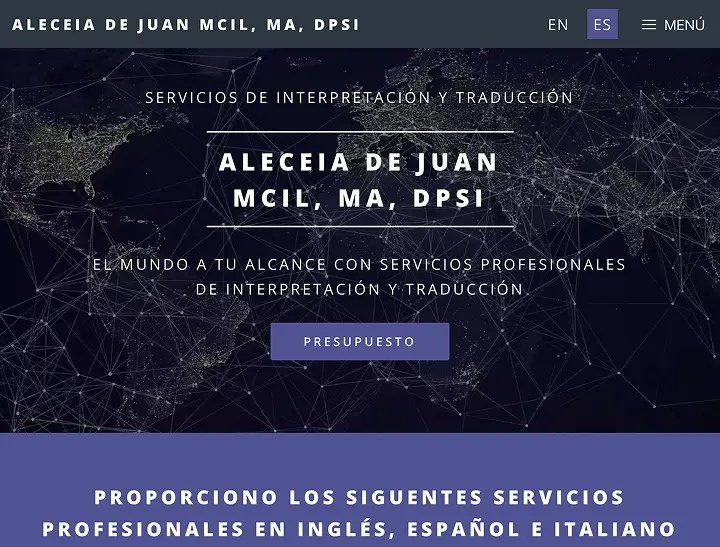 ALECEIA DE JUAN MCIL, MA, DPSI
EN
ES
MENÚ
SERVICIOS DE INTERPRETACIÓN Y TRADUCCIÓN
ALECEIA DE JUAN
MCIL, MA, DPSI
EL MUNDO A TU ALCANCE CON SERVICIOS PROFESIONALES
DE INTERPRETACIÓN Y TRADUCCIÓN
PRESUPUESTO
PROPORCIONO LOS SIGUENTES SERVICIOS
PROFESIONALES EN INGLÉS, ESPAÑOL E ITALIANO